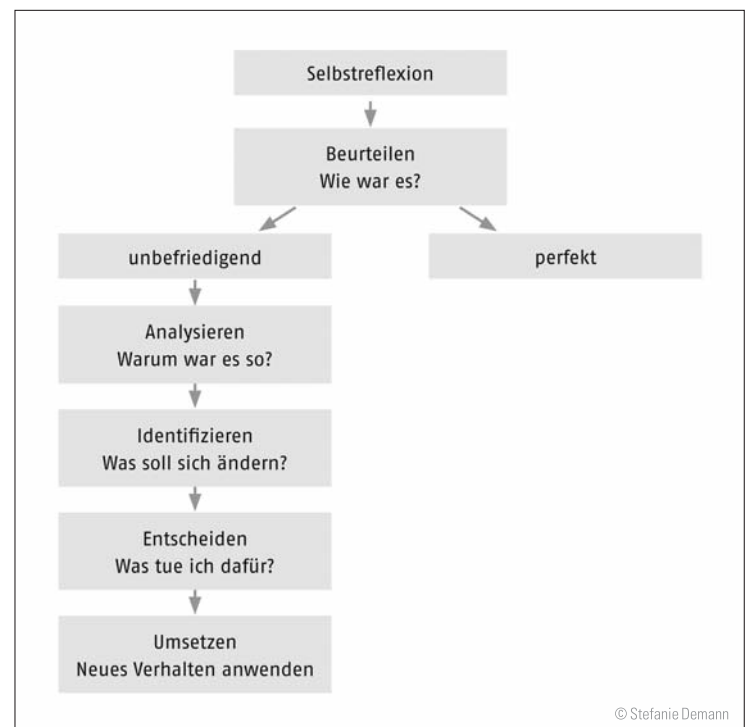 Selbstreflexion
Beurteilen
Wie war es?
unbefriedigend
perfekt
Analysieren
Warum war es so?
Identifizieren
Was soll sich ändern?
Entscheiden
Was tue ich dafür?
Umsetzen
Neues Verhalten anwenden
© Stefanie Demann